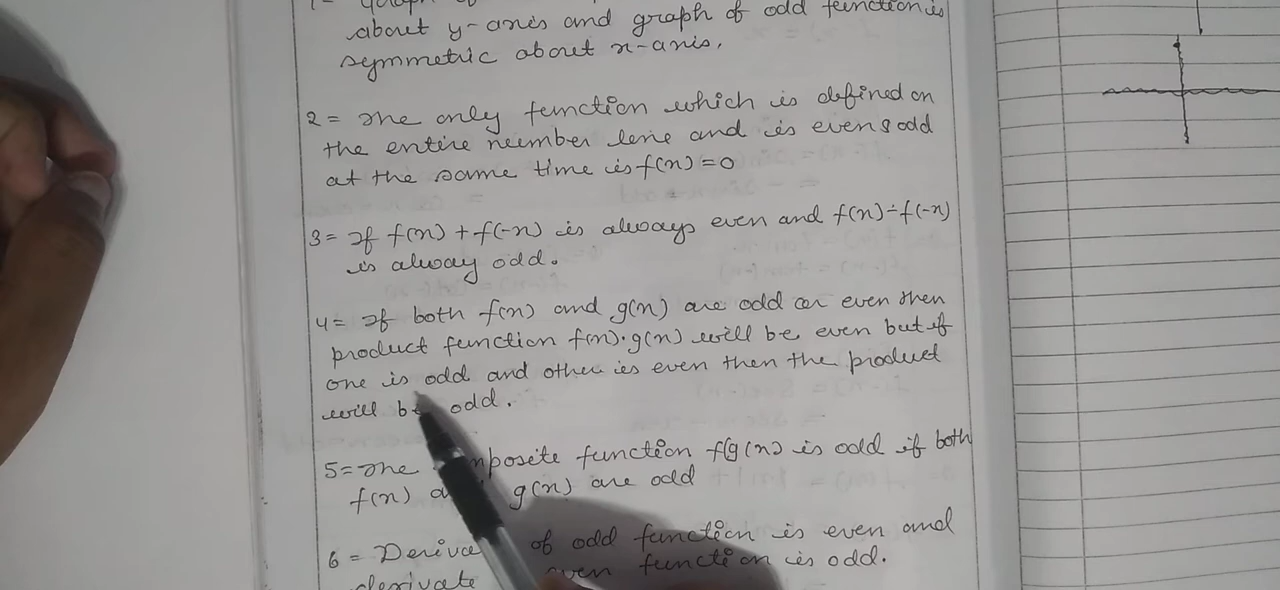 about y-axis and graph of odd function is
symmetric about x-axis.
2= The only function which is defined on
the entire number line and is even & odd
at the same time is f(x)=0
3= If f(x) + f(-x) is always even and f(x)-f(-x)
is alway odd.
4= If both f(x) and g(x) are odd or even then
product function f(x).g(x) will be even but if
one is odd and other is even then the product
will be odd.
5= The composite function f(g(x) is odd if both
f(x) and g(x) are odd
6= Deriva of odd function is even and
derivate even function is odd.